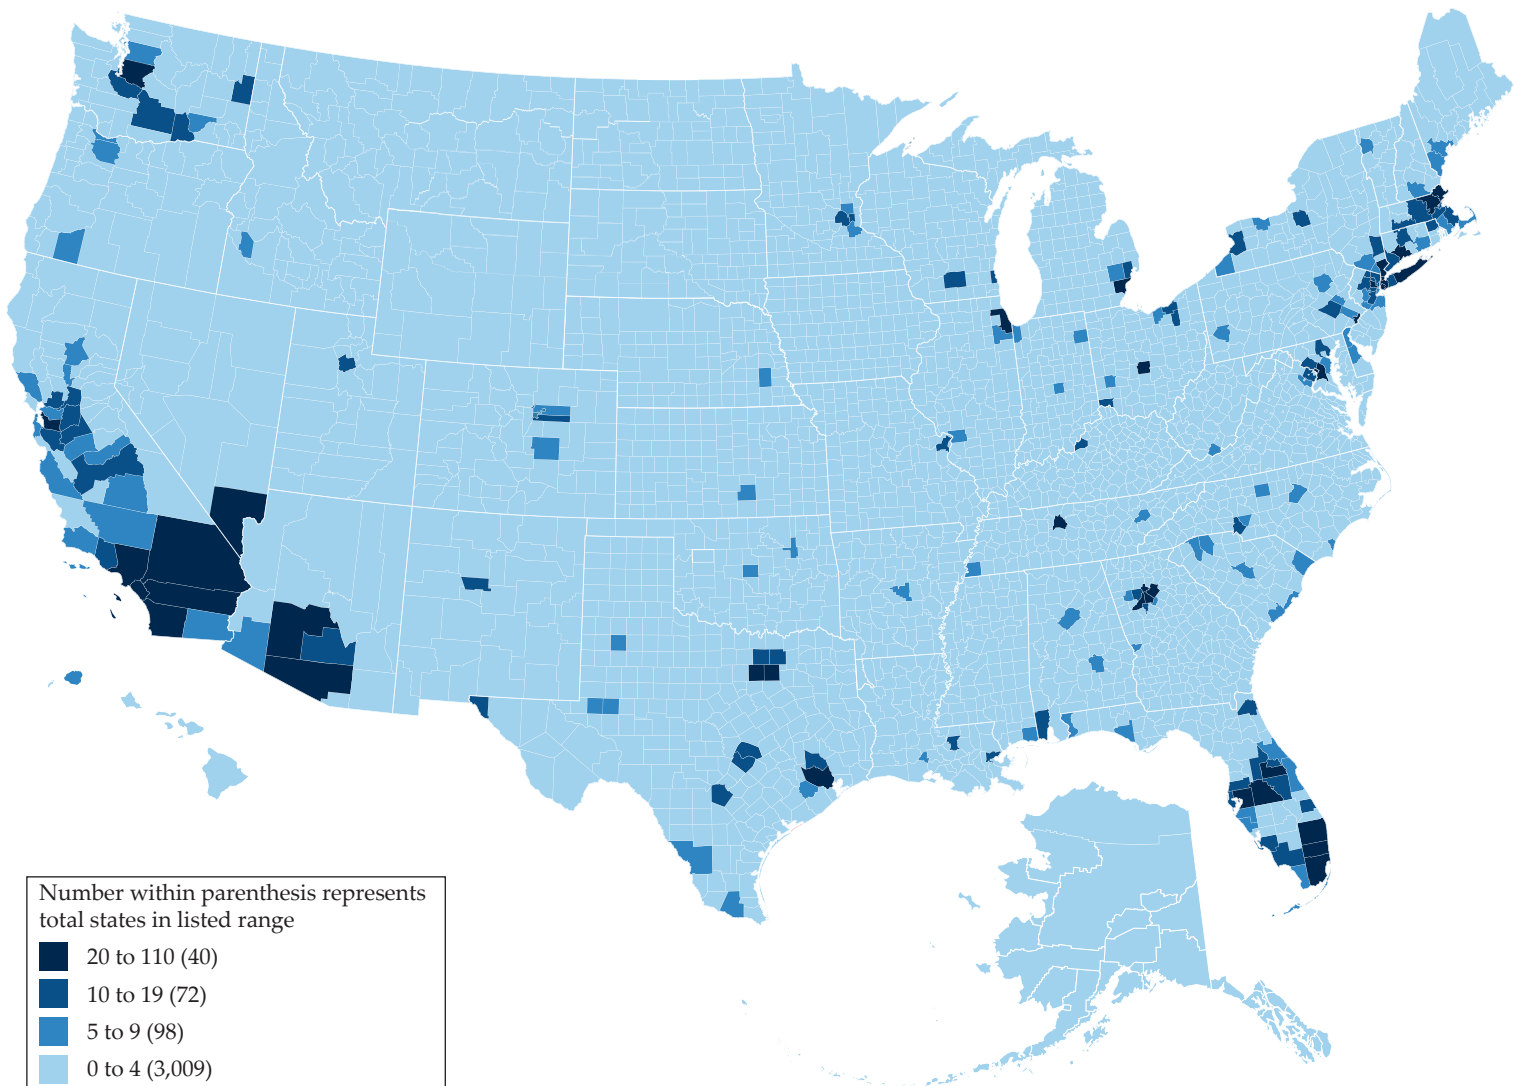 Number within parenthesis represents
total states in listed range
20 to 110 (40)
10 to 19 (72)
5 to 9 (98)
0 to 4 (3,009)